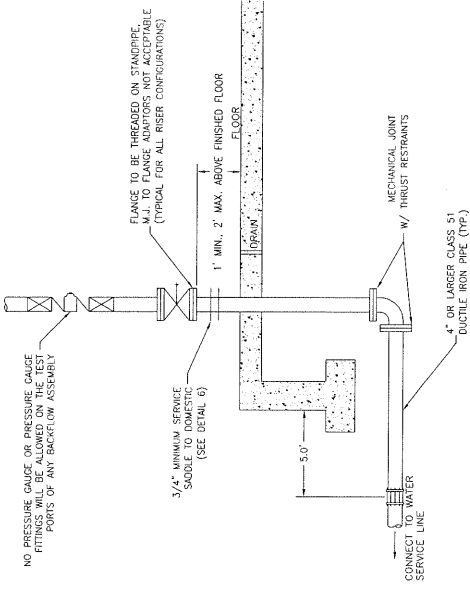 NO PRESSURE GAUGE OR PRESSURE GAUGE
FITTINGS WILL BE ALLOWED ON THE TEST
PORTS OF ANY BACKFLOW ASSEMBLY
FLANGE TO BE THREADED ON STANDPIPE,
M.J. TO FLANGE ADAPTORS NOT ACCEPTABLE
(TYPICAL FOR ALL RISER CONFIGURATIONS)
3/4" MINIMUM SERVICE
SADDLE TO DOMESTIC
(SEE DETAIL 6)
1' MIN., 2' MAX. ABOVE FINISHED FLOOR
FLOOR
DRAIN
5.0'
MECHANICAL JOINT
W/ THRUST RESTRAINTS
CONNECT TO WATER
SERVICE LINE
4" OR LARGER CLASS 51
DUCTILE IRON PIPE (TYP.)